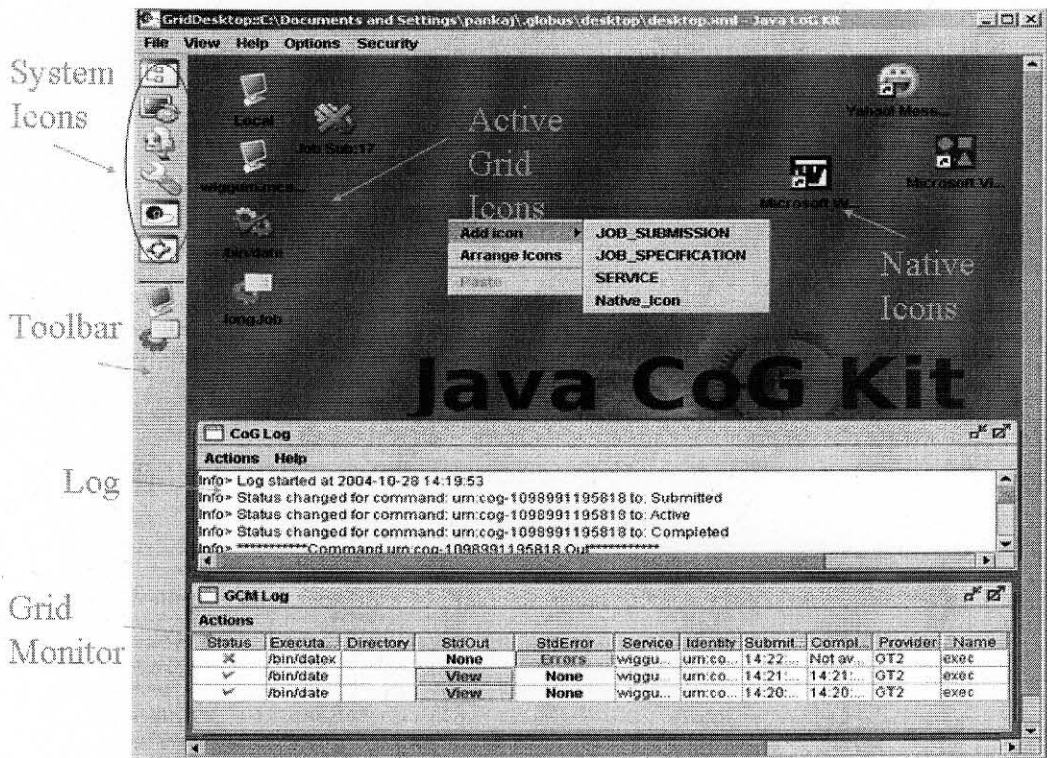 GridDesktop::C:\Documents and Settings\pankaj\.globus\desktop\desktop.xml - Java CoG Kit
File View Help Options Security
System
Icons
Local
Job Sub:17
wiggum.mcs...
/bin/date
longJob
Active
Grid
Icons
Yahoo! Mess...
Microsoft Vi...
Microsoft W...
Native
Icons
Add icon
Arrange Icons
Paste
JOB_SUBMISSION
JOB_SPECIFICATION
SERVICE
Native_Icon
Toolbar
Java CoG Kit
Log
CoG Log
Actions Help
Info> Log started at 2004-10-28 14:19:53
Info> Status changed for command: urn:cog-1098991195818 to: Submitted
Info> Status changed for command: urn:cog-1098991195818 to: Active
Info> Status changed for command: urn:cog-1098991195818 to: Completed
Info> **********Command urn:cog-1098991195818 Out**********
Grid
Monitor
GCM Log
Actions
Status Executa... Directory StdOut StdError Service Identity Submit... Compl... Provider Name
/bin/datex None Errors wiggu... urn:co... 14:22:... Not av... GT2 exec
/bin/date View None wiggu... urn:co... 14:21:... 14:21:... GT2 exec
/bin/date View None wiggu... urn:co... 14:20:... 14:20:... GT2 exec